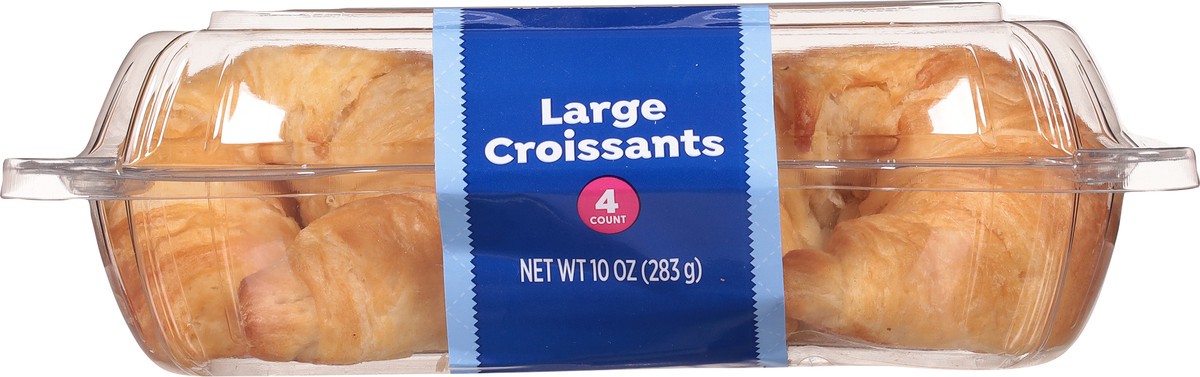 Large
Croissants
4
COUNT
NET WT 10 OZ (283 g)